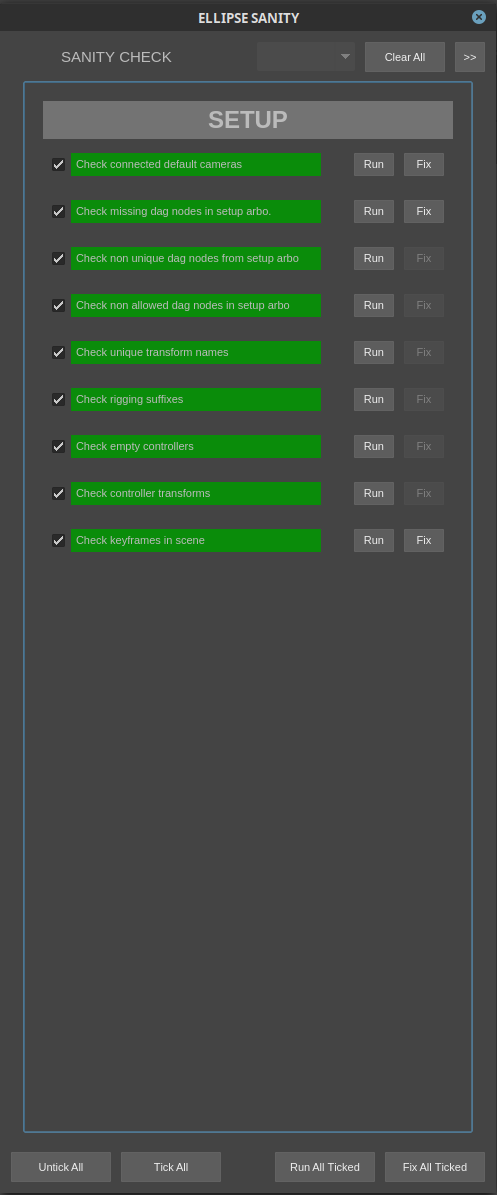 ELLIPSE SANITY
SANITY CHECK
Clear All
>>
SETUP
Check connected default cameras Run Fix
Check missing dag nodes in setup arbo. Run Fix
Check non unique dag nodes from setup arbo Run Fix
Check non allowed dag nodes in setup arbo Run Fix
Check unique transform names Run Fix
Check rigging suffixes Run Fix
Check empty controllers Run Fix
Check controller transforms Run Fix
Check keyframes in scene Run Fix
Untick All Tick All Run All Ticked Fix All Ticked